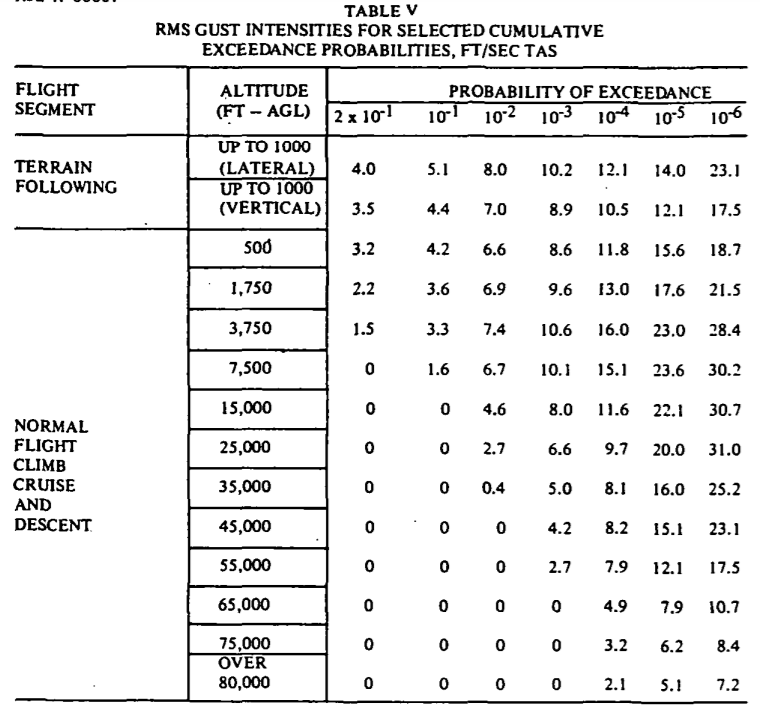 TABLE V
RMS GUST INTENSITIES FOR SELECTED CUMULATIVE
EXCEEDANCE PROBABILITIES, FT/SEC TAS
FLIGHT SEGMENT ALTITUDE (FT – AGL) PROBABILITY OF EXCEEDANCE
2 x 10-1 10-1 10-2 10-3 10-4 10-5 10-6
TERRAIN FOLLOWING
UP TO 1000 (LATERAL) 4.0 5.1 8.0 10.2 12.1 14.0 23.1
UP TO 1000 (VERTICAL) 3.5 4.4 7.0 8.9 10.5 12.1 17.5
NORMAL FLIGHT CLIMB CRUISE AND DESCENT
500 3.2 4.2 6.6 8.6 11.8 15.6 18.7
1,750 2.2 3.6 6.9 9.6 13.0 17.6 21.5
3,750 1.5 3.3 7.4 10.6 16.0 23.0 28.4
7,500 0 1.6 6.7 10.1 15.1 23.6 30.2
15,000 0 0 4.6 8.0 11.6 22.1 30.7
25,000 0 0 2.7 6.6 9.7 20.0 31.0
35,000 0 0 0.4 5.0 8.1 16.0 25.2
45,000 0 0 0 4.2 8.2 15.1 23.1
55,000 0 0 0 2.7 7.9 12.1 17.5
65,000 0 0 0 0 4.9 7.9 10.7
75,000 0 0 0 0 3.2 6.2 8.4
OVER 80,000 0 0 0 0 2.1 5.1 7.2